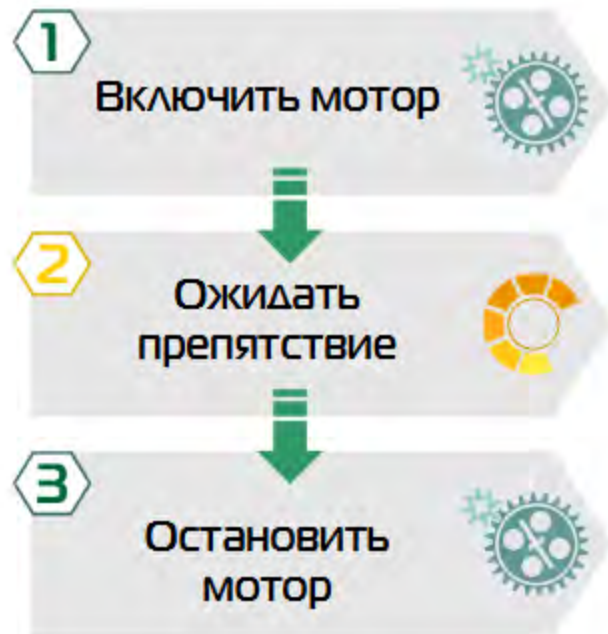 1
Включить мотор
2
Ожидать
препятствие
3
Остановить
мотор